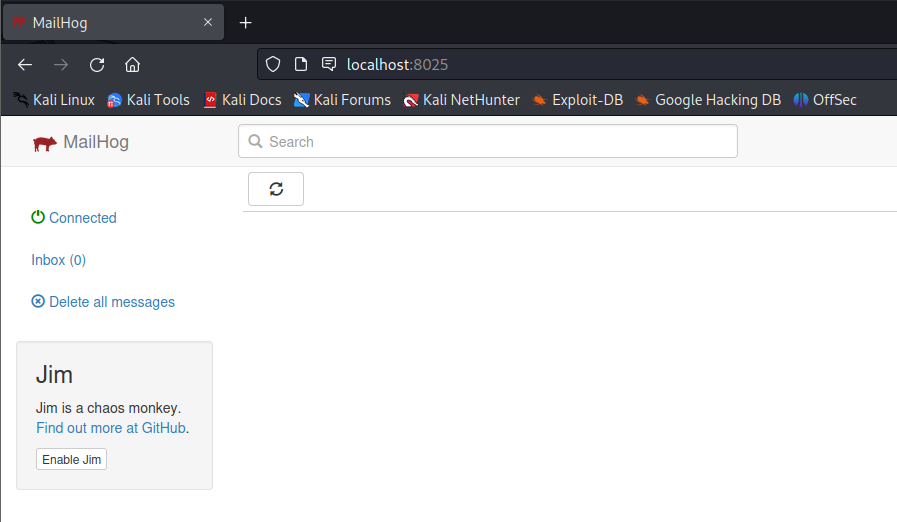 MailHog
localhost:8025
Kali Linux Kali Tools Kali Docs Kali Forums Kali NetHunter Exploit-DB Google Hacking DB OffSec
MailHog Search
Connected
Inbox (0)
Delete all messages
Jim
Jim is a chaos monkey.
Find out more at GitHub.
Enable Jim